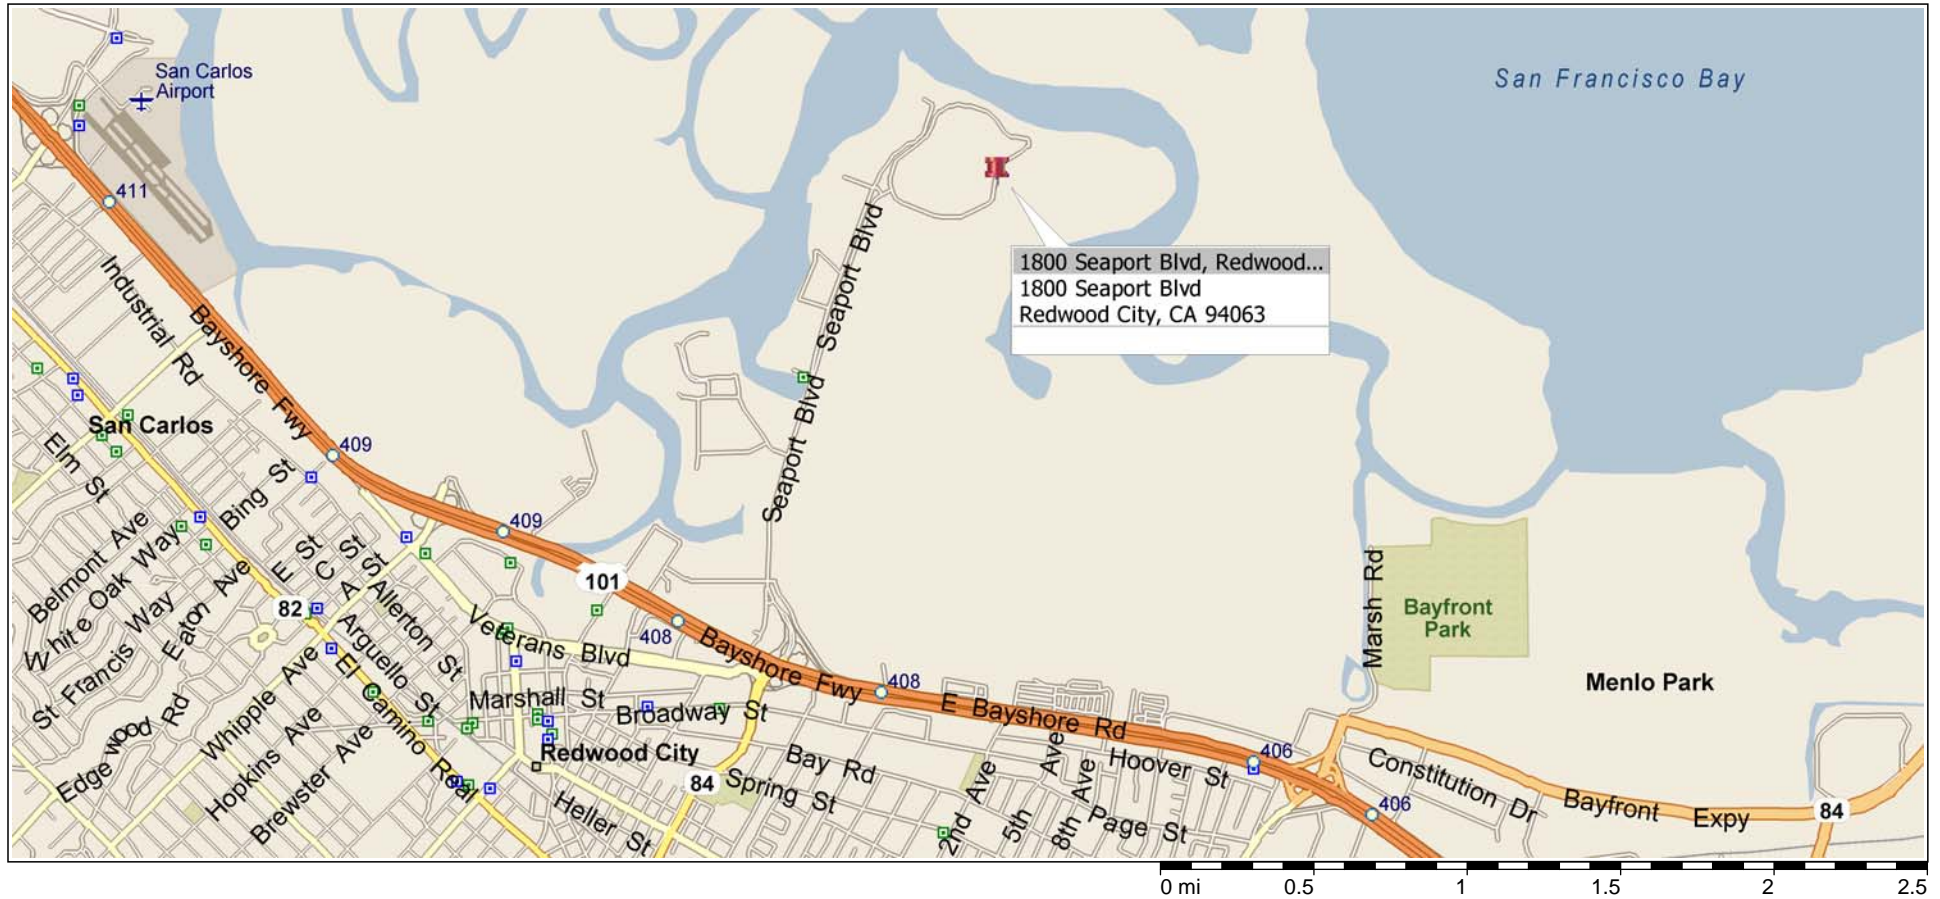 San Francisco Bay
San Carlos
Airport
411
Industrial Rd
Bayshore Fwy
Seaport Blvd
1800 Seaport Blvd, Redwood...
1800 Seaport Blvd
Redwood City, CA 94063
Seaport Blvd
Seaport Blvd
San Carlos
409
409
Elm St
Bing St
Belmont Ave
White Oak Way
St Francis Way
Eaton Ave
E St
C St
A St
Allerton St
Arguello St
82
101
408
Veterans Blvd
Bayshore Fwy
408
Marsh Rd
Bayfront
Park
Menlo Park
Edgewood Rd
Whipple Ave
Hopkins Ave
Brewster Ave
El Camino Real
Marshall St
Broadway St
E Bayshore Rd
Redwood City
84
Bay Rd
Spring St
Heller St
2nd Ave
5th Ave
8th Ave
Hoover St
Page St
406
406
Constitution Dr
Bayfront Expy
84
0 mi 0.5 1 1.5 2 2.5